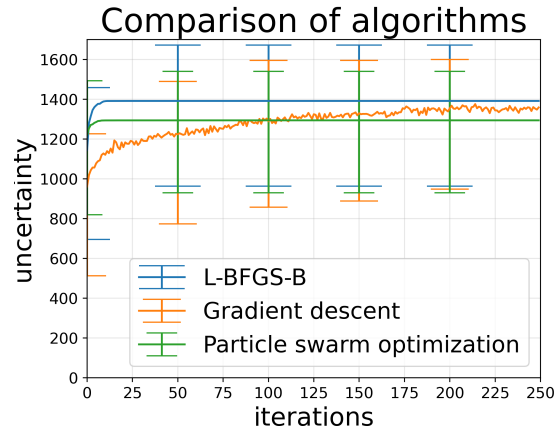 Comparison of algorithms
uncertainty
1600
1400
1200
1000
800
600
400
200
0
L-BFGS-B
Gradient descent
Particle swarm optimization
0 25 50 75 100 125 150 175 200 225 250
iterations